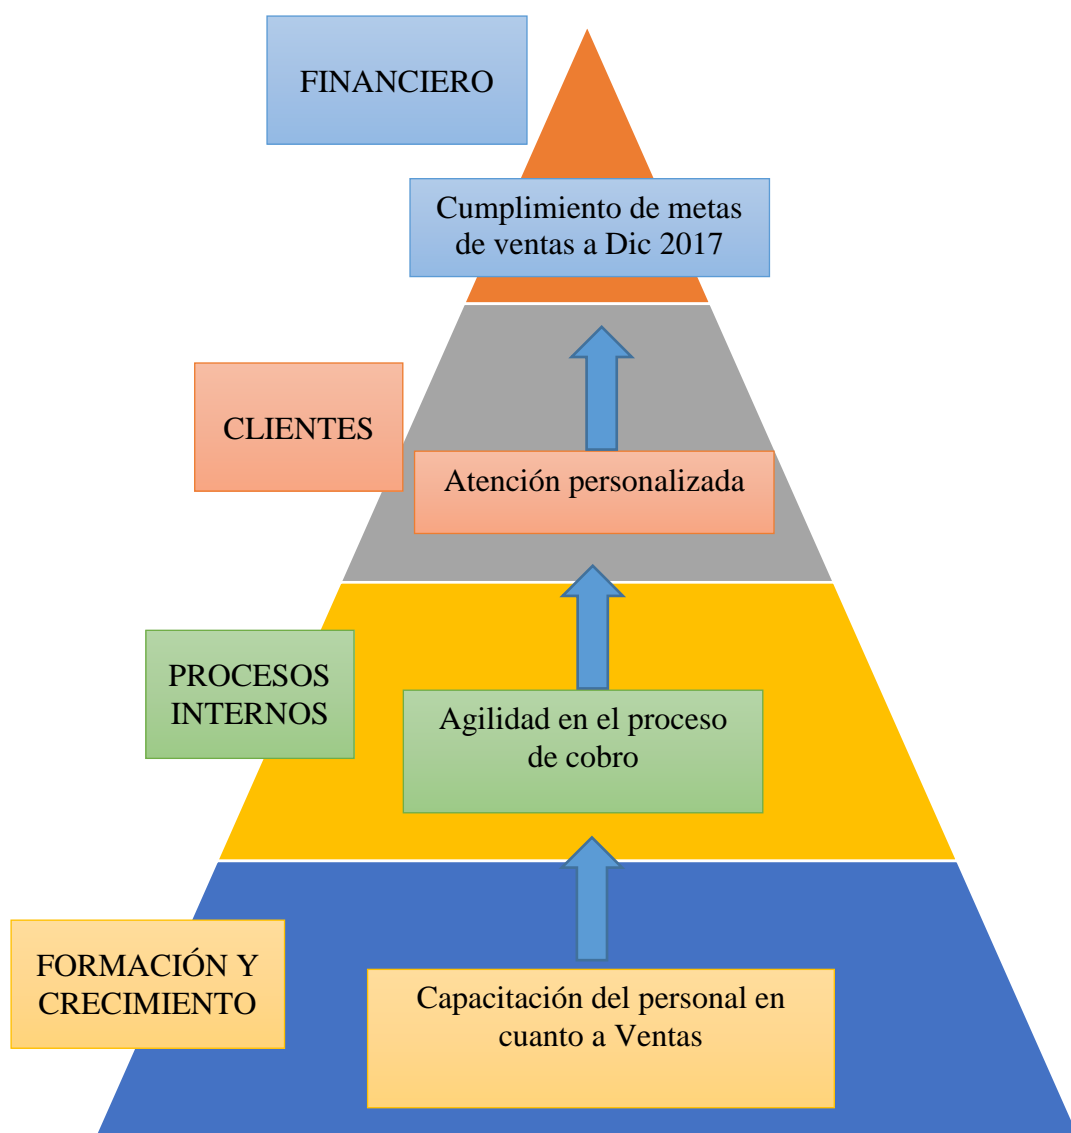 FINANCIERO
Cumplimiento de metas
de ventas a Dic 2017
CLIENTES
Atención personalizada
PROCESOS
INTERNOS
Agilidad en el proceso
de cobro
FORMACIÓN Y
CRECIMIENTO
Capacitación del personal en
cuanto a Ventas